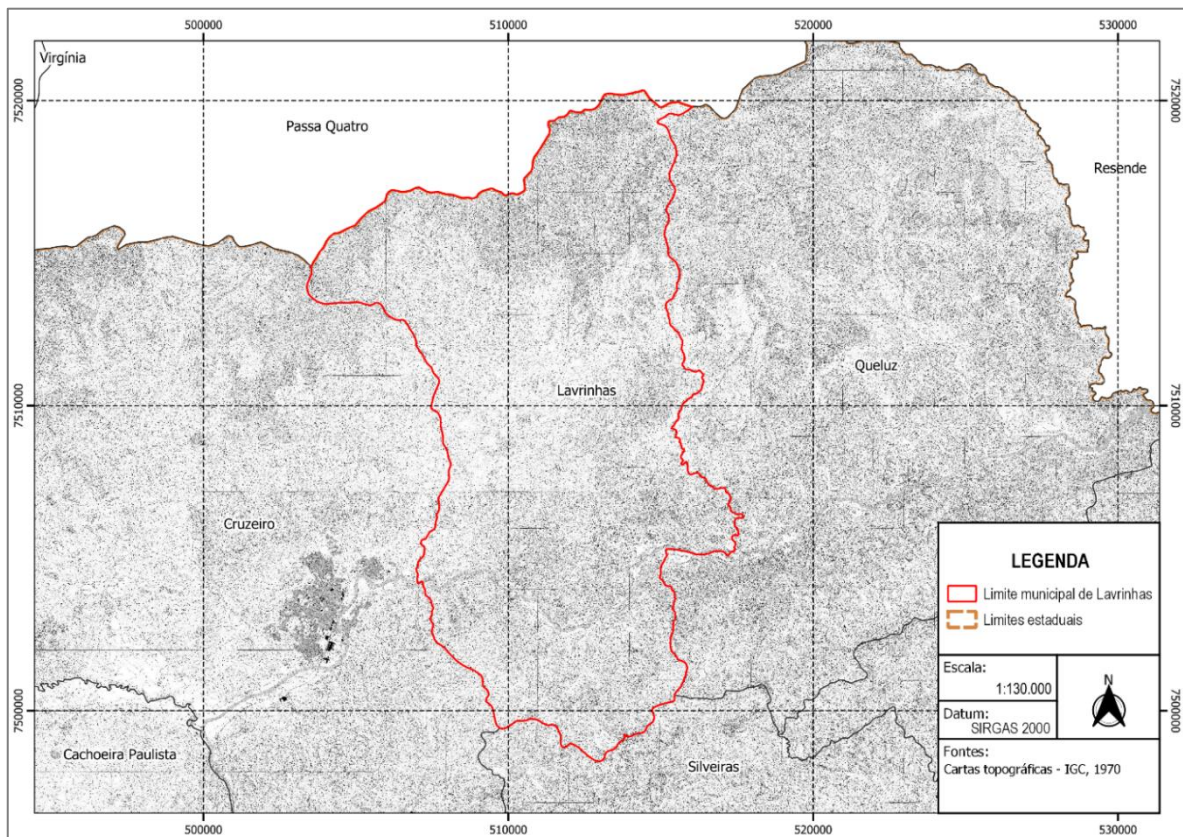 500000 510000 520000 530000
Virgínia
7520000 7520000
Passa Quatro
Resende
Queluz
Lavrinhas
7510000 7510000
Cruzeiro
LEGENDA
Limite municipal de Lavrinhas
Limites estaduais
Escala:
1:130.000
N
Datum:
SIRGAS 2000
7500000 7500000
Cachoeira Paulista
Silveiras
Fontes:
Cartas topográficas - IGC, 1970
500000 510000 520000 530000